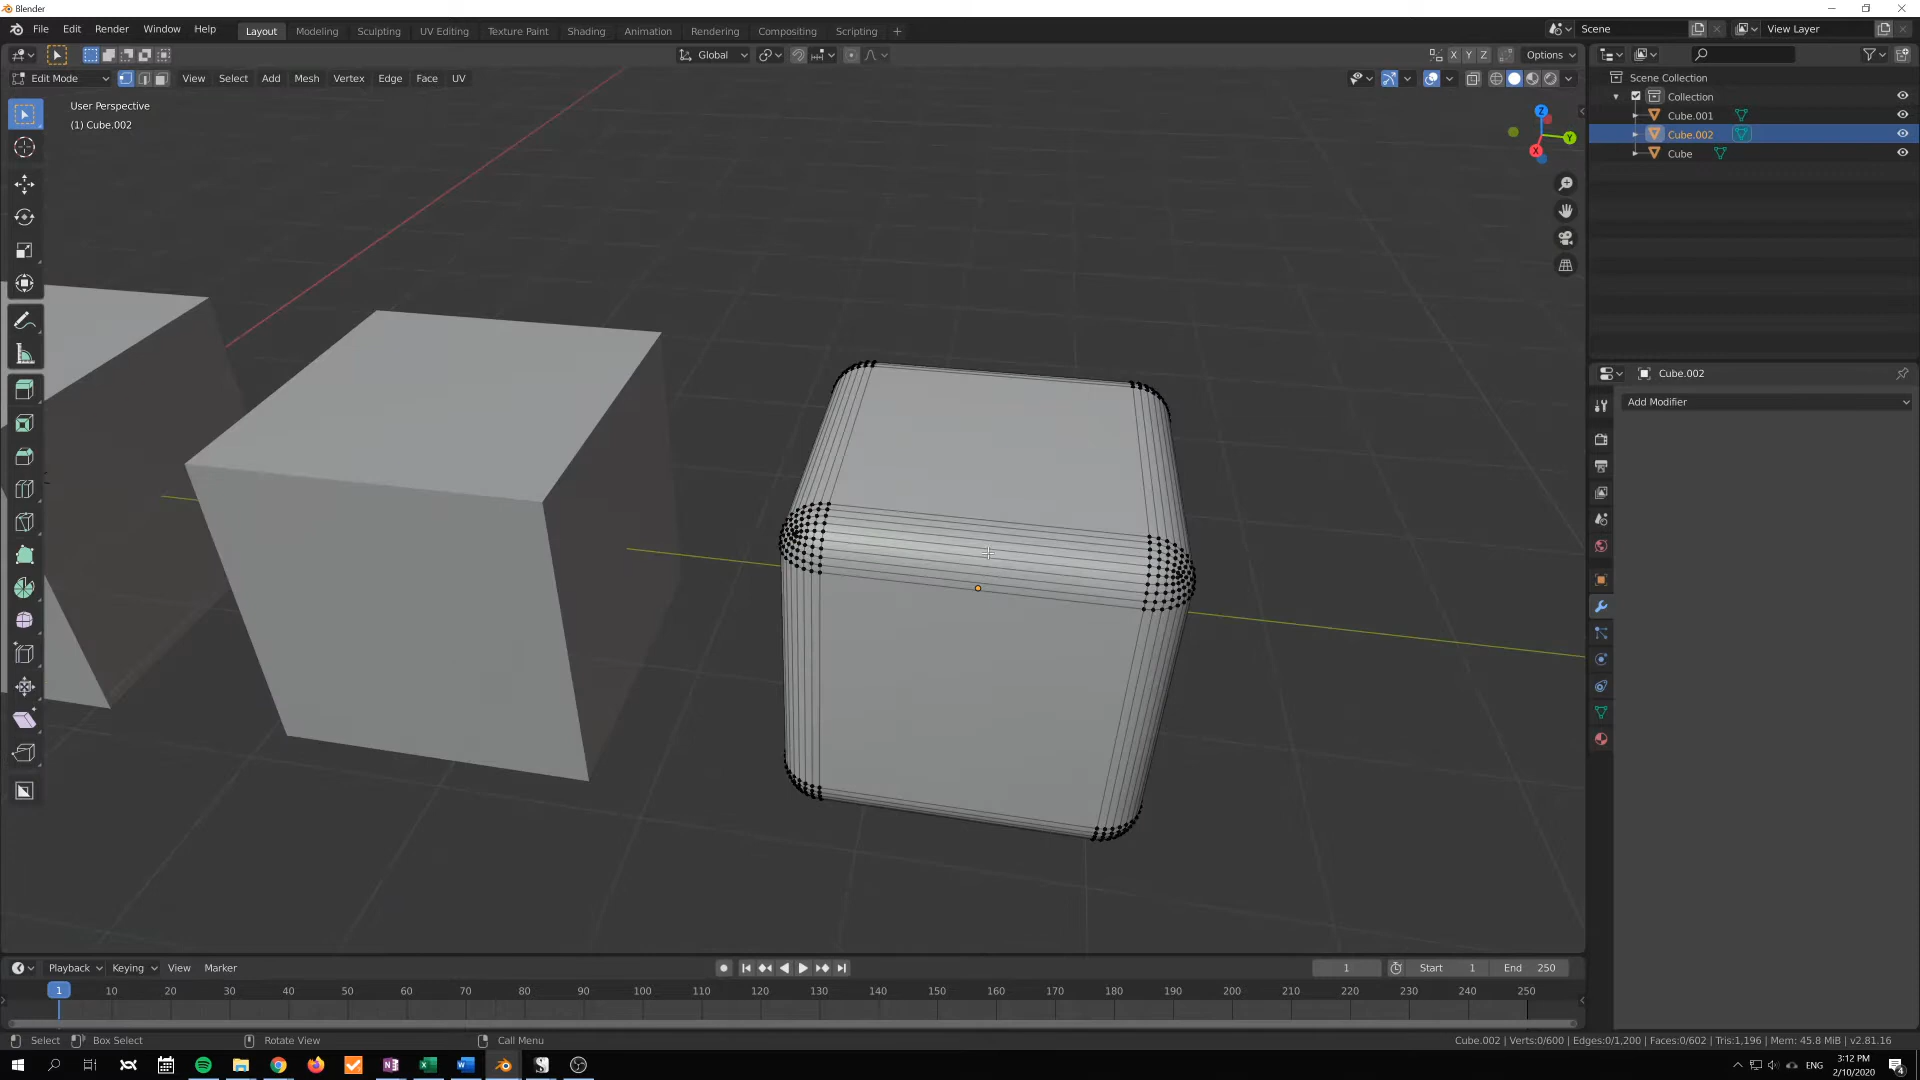 Blender
File Edit Render Window Help Layout Modeling Sculpting UV Editing Texture Paint Shading Animation Rendering Compositing Scripting + Scene View Layer
Global X Y Z Options
Edit Mode View Select Add Mesh Vertex Edge Face UV
User Perspective
(1) Cube.002
Z
Y
X
Scene Collection
Collection
Cube.001
Cube.002
Cube
Cube.002
Add Modifier
Playback Keying View Marker 1 Start 1 End 250
1 10 20 30 40 50 60 70 80 90 100 110 120 130 140 150 160 170 180 190 200 210 220 230 240 250
Select Box Select Rotate View Call Menu Cube.002 | Verts:0/600 | Edges:0/1,200 | Faces:0/602 | Tris:1,196 | Mem: 45.8 MiB | v2.81.16
ENG
3:12 PM
2/10/2020
4